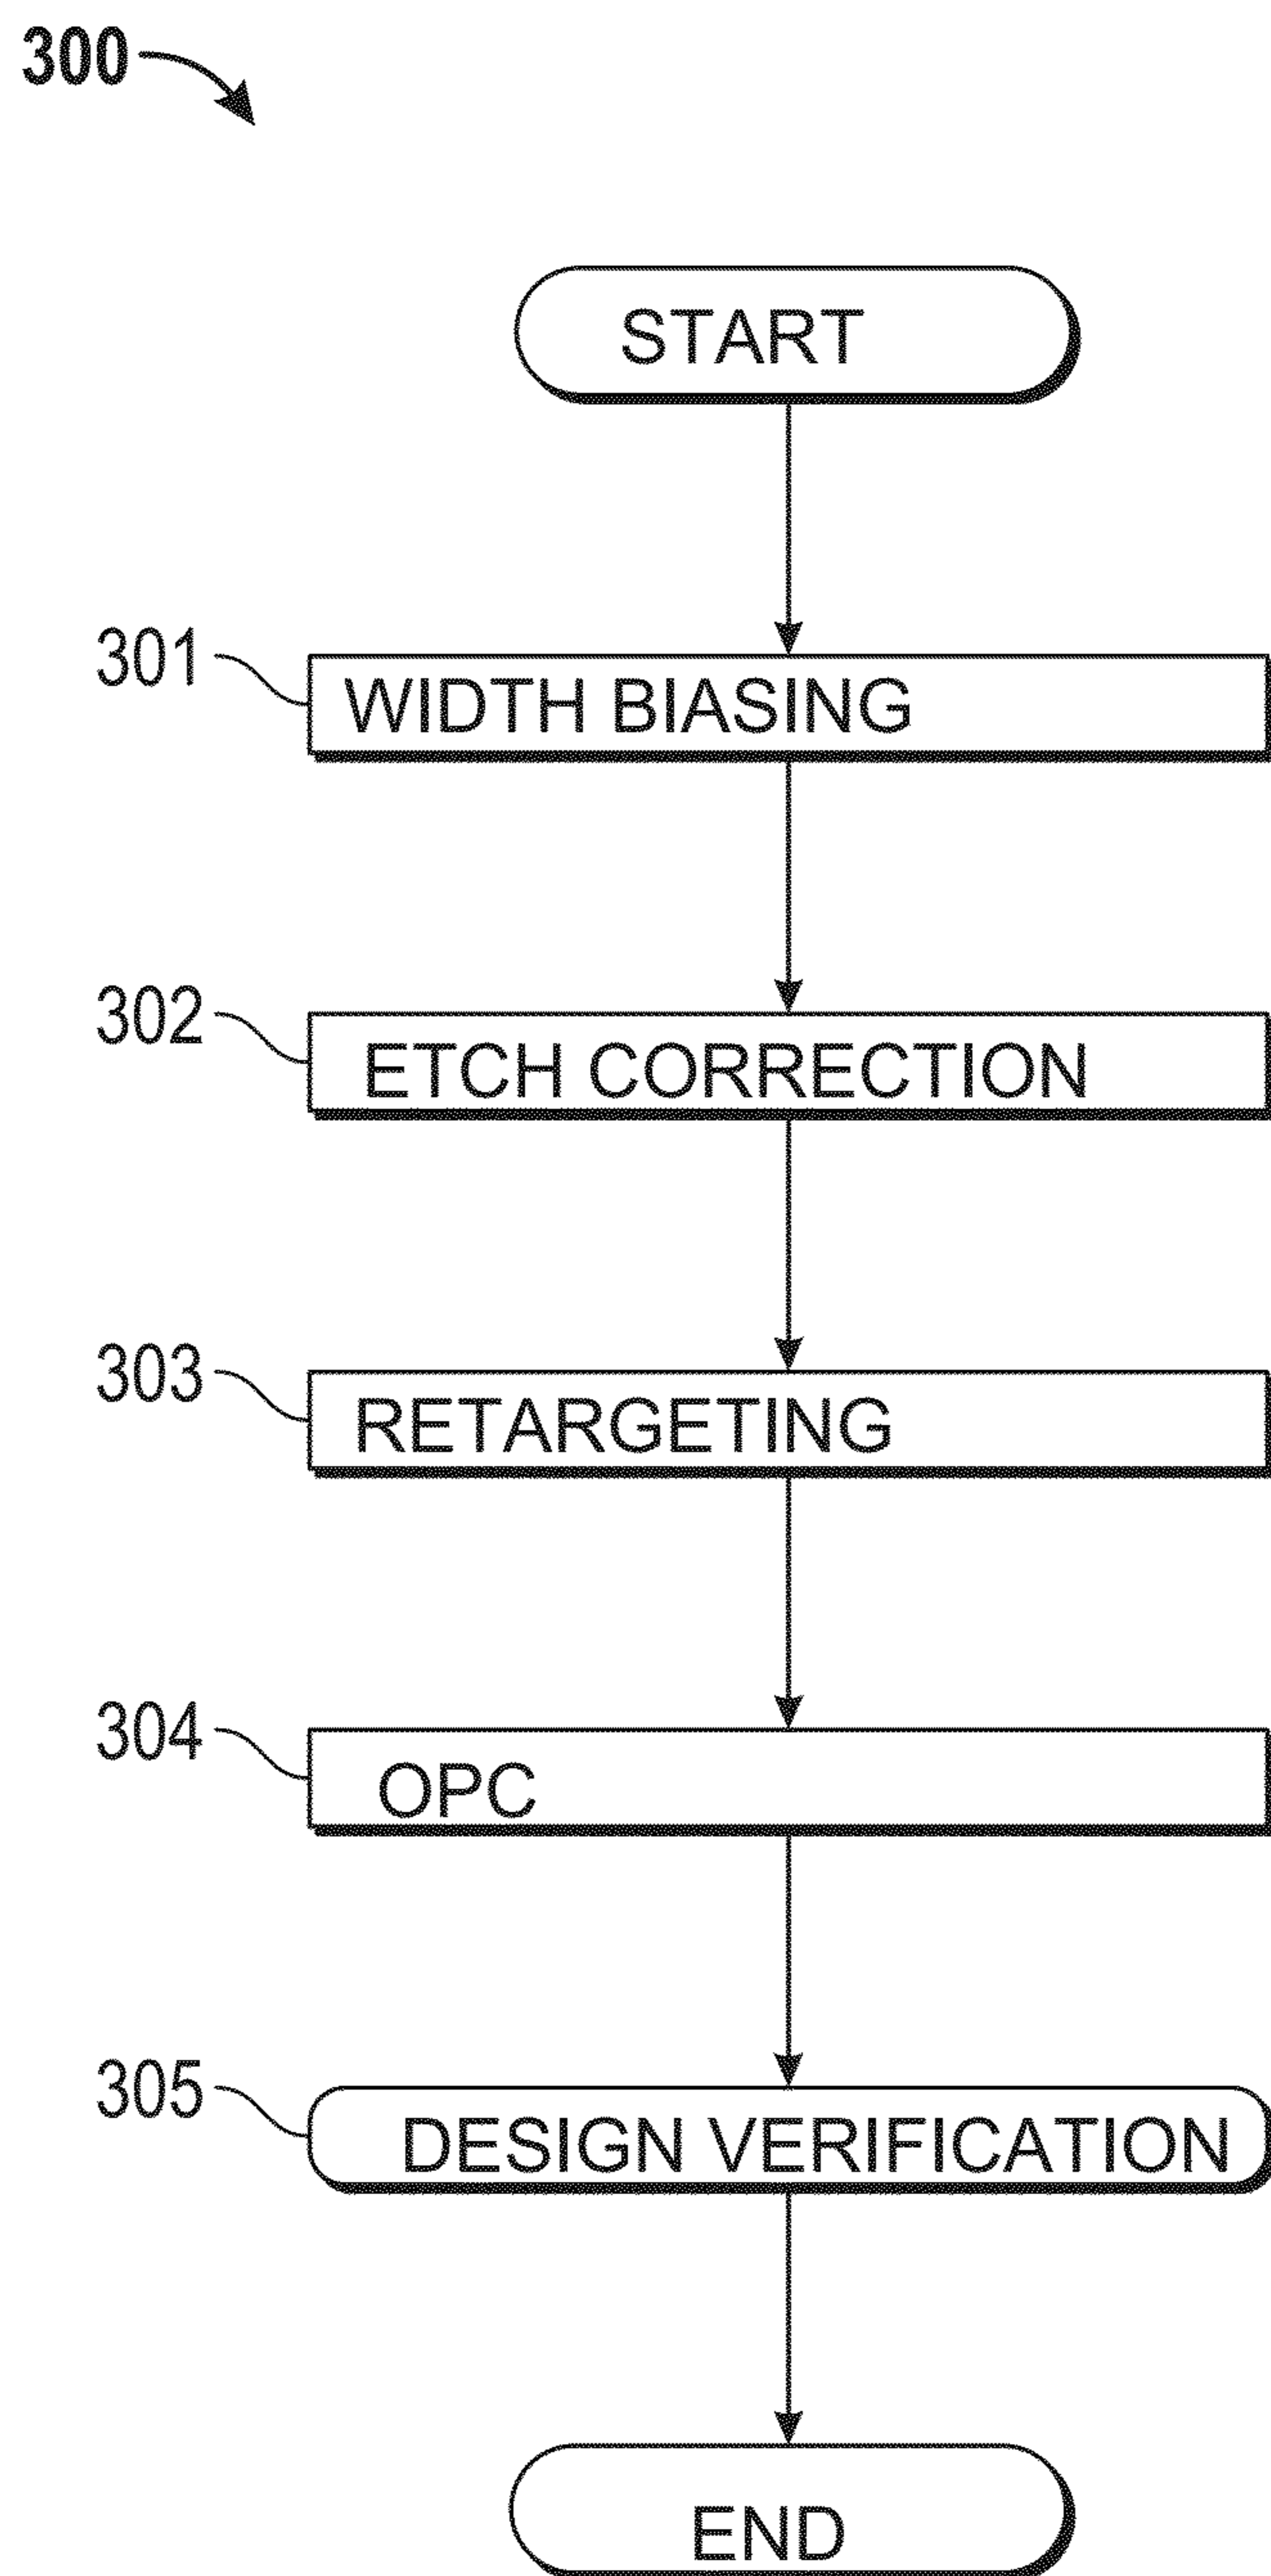 300
START
301
WIDTH BIASING
302
ETCH CORRECTION
303
RETARGETING
304
OPC
305
DESIGN VERIFICATION
END